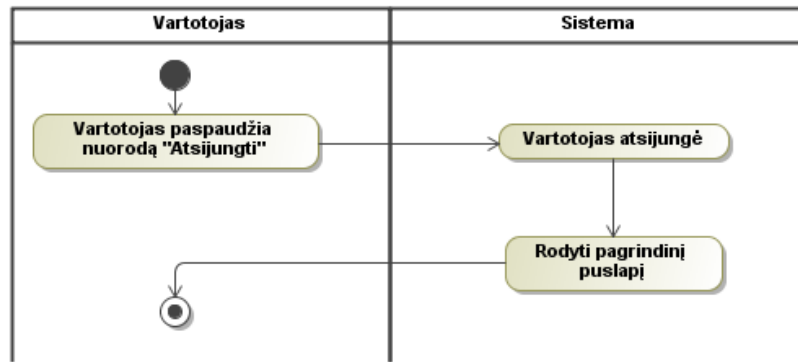 Vartotojas
Sistema
Vartotojas paspaudžia
nuorodą "Atsijungti"
Vartotojas atsijungė
Rodyti pagrindinį
puslapį